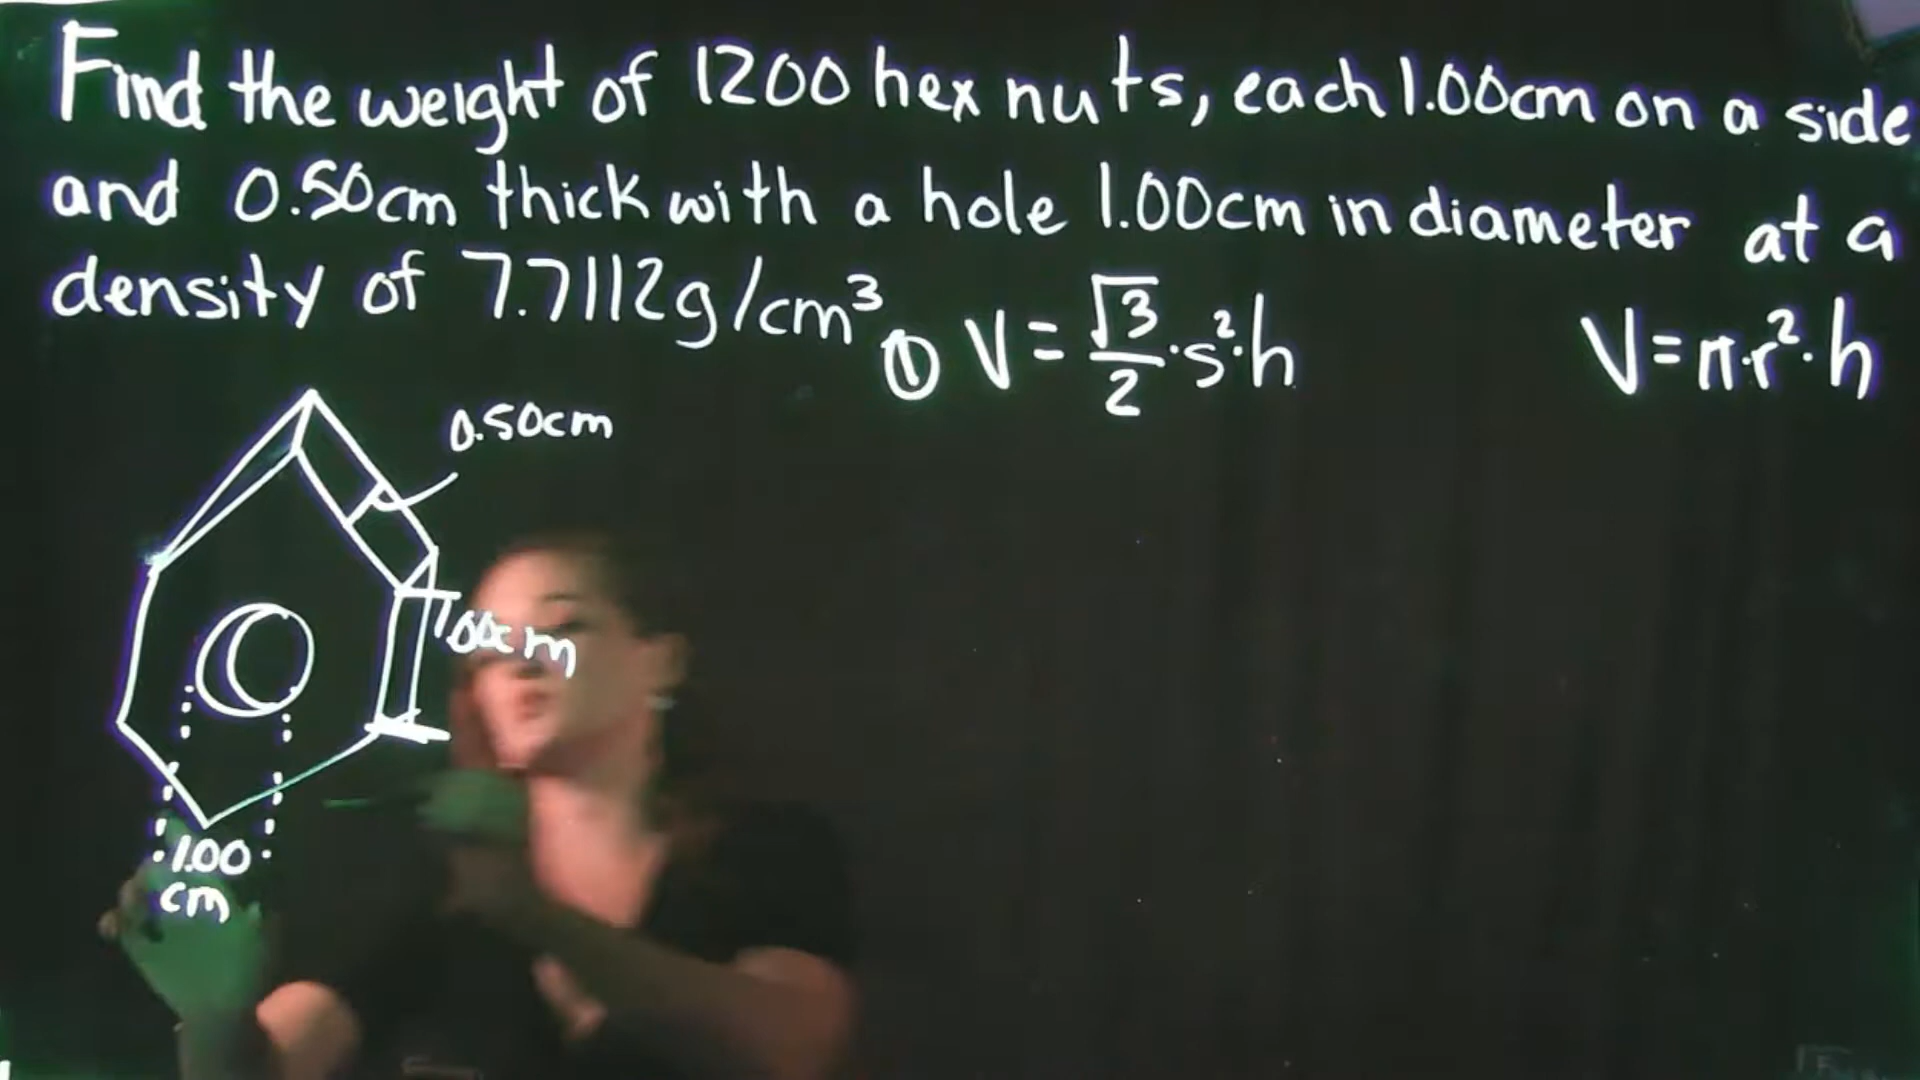 Find the weight of 1200 hex nuts, each 1.00cm on a side
and 0.50cm thick with a hole 1.00cm in diameter at a
density of 7.7112g/cm³
① V = √3/2 · s² · h
V = π · r² · h
0.50cm
1.00cm
1.00
cm